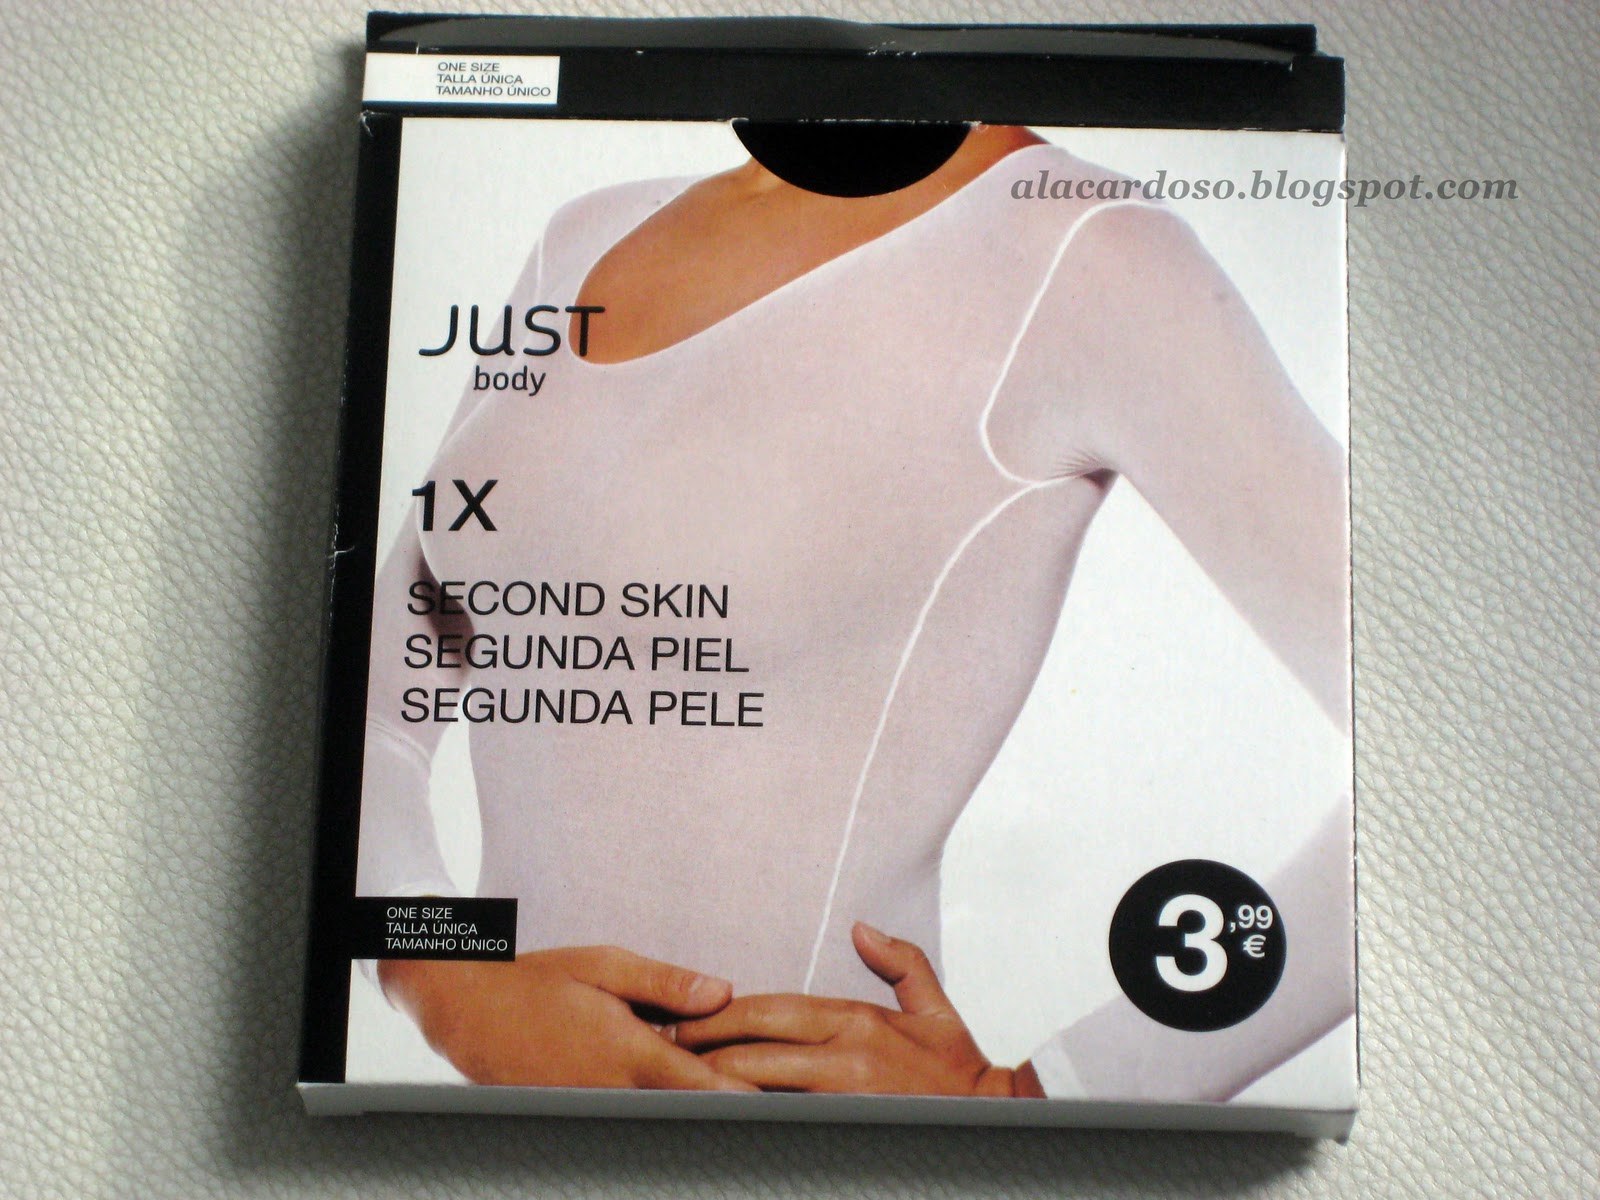 ONE SIZE
TALLA ÚNICA
TAMANHO ÚNICO
alacardoso.blogspot.com
JUST
body
1X
SECOND SKIN
SEGUNDA PIEL
SEGUNDA PELE
ONE SIZE
TALLA ÚNICA
TAMANHO ÚNICO
3,99
€